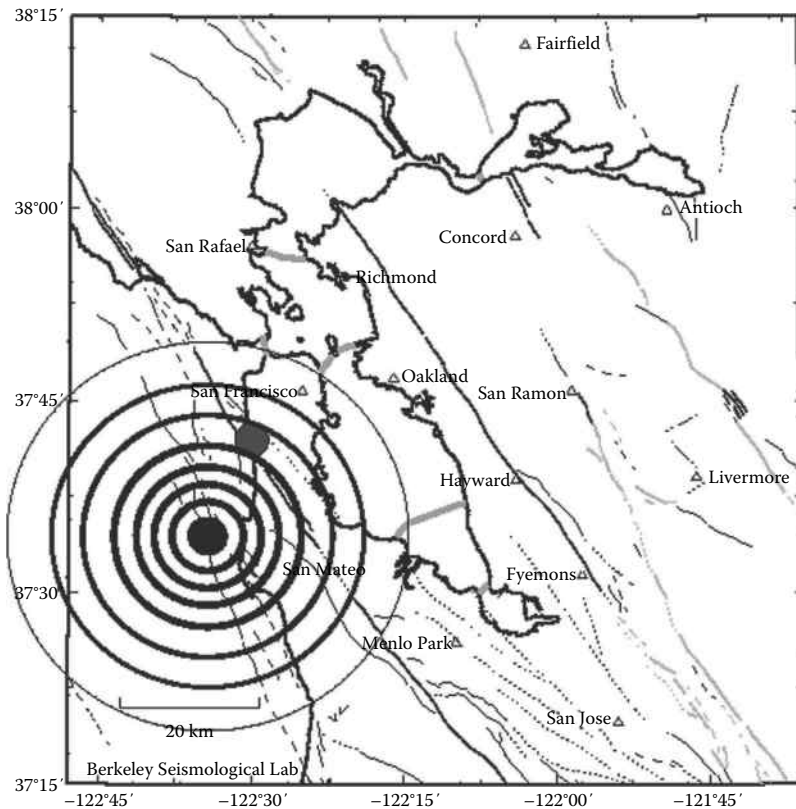 38°15′
Fairfield
38°00′
Antioch
Concord
San Rafael
Richmond
37°45′
San Francisco
Oakland
San Ramon
Hayward
Livermore
37°30′
San Mateo
Fyemons
Menlo Park
San Jose
20 km
Berkeley Seismological Lab
37°15′
−122°45′
−122°30′
−122°15′
−122°00′
−121°45′